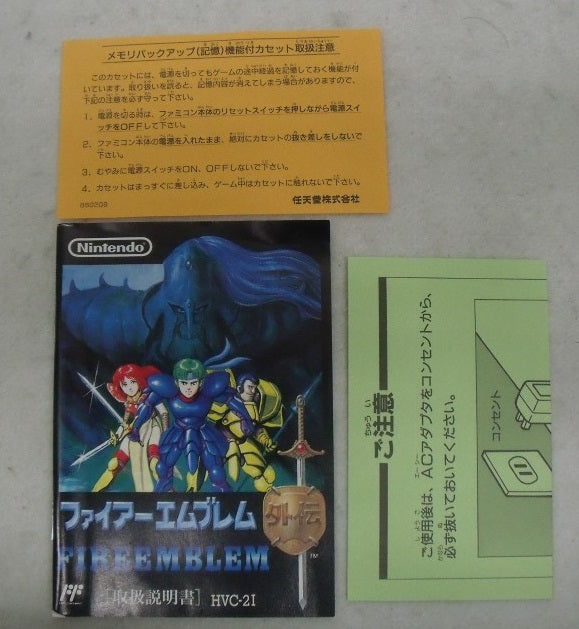 メモリバックアップ(記憶)機能付カセット取扱注意
このカセットには、電源を切ってもゲームの途中経過を記憶しておく機能が付
いています。取り扱いを誤ると、記憶内容が消えてしまう場合がありますので、
下記の注意を必ず守って下さい。
1. 電源を切る時は、ファミコン本体のリセットスイッチを押しながら電源スイ
ッチをOFFして下さい。
2. ファミコン本体の電源を入れたまま、絶対にカセットの抜き差しをしないで
下さい。
3. むやみに電源スイッチをON、OFFしないで下さい。
4. カセットはまっすぐに差し込み、ゲーム中はカセットに触れないで下さい。
880209
任天堂株式会社
Nintendo
ファイアーエムブレム
外伝
FIRE EMBLEM
TM
[取扱説明書] HVC-2I
ご注意
ご使用後は、ACアダプタをコンセントから、
必ず抜いておいてください。
コンセント